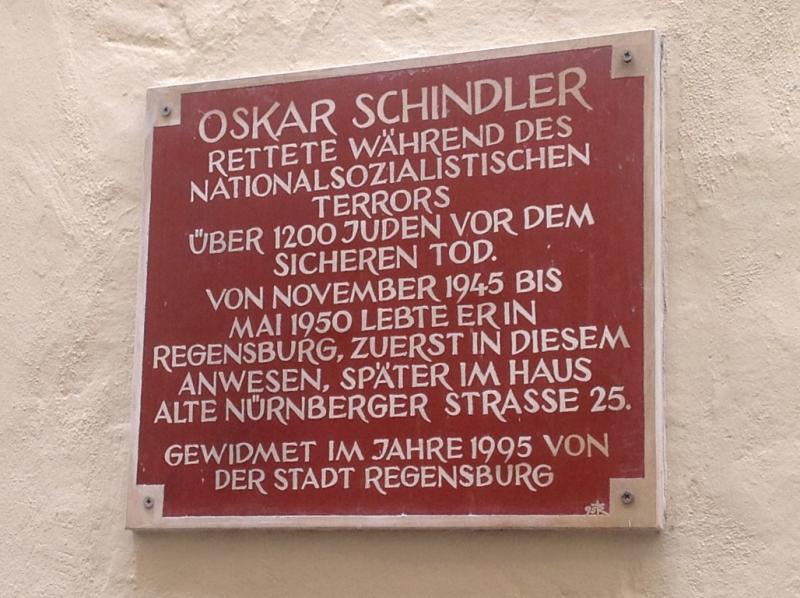 OSKAR SCHINDLER
RETTETE WÄHREND DES
NATIONALSOZIALISTISCHEN
TERRORS
ÜBER 1200 JUDEN VOR DEM
SICHEREN TOD.
VON NOVEMBER 1945 BIS
MAI 1950 LEBTE ER IN
REGENSBURG, ZUERST IN DIESEM
ANWESEN, SPÄTER IM HAUS
ALTE NÜRNBERGER STRASSE 25.
GEWIDMET IM JAHRE 1995 VON
DER STADT REGENSBURG